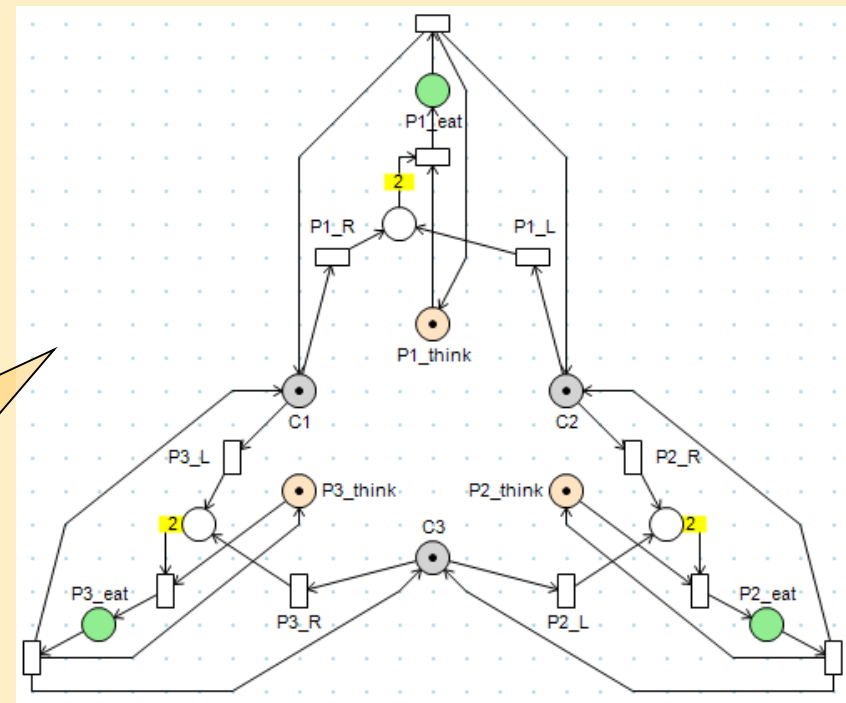 P1_eat
2
P1_R
P1_L
P1_think
C1
C2
P3_L
P2_R
P3_think
P2_think
2
C3
2
P3_eat
P2_eat
P3_R
P2_L